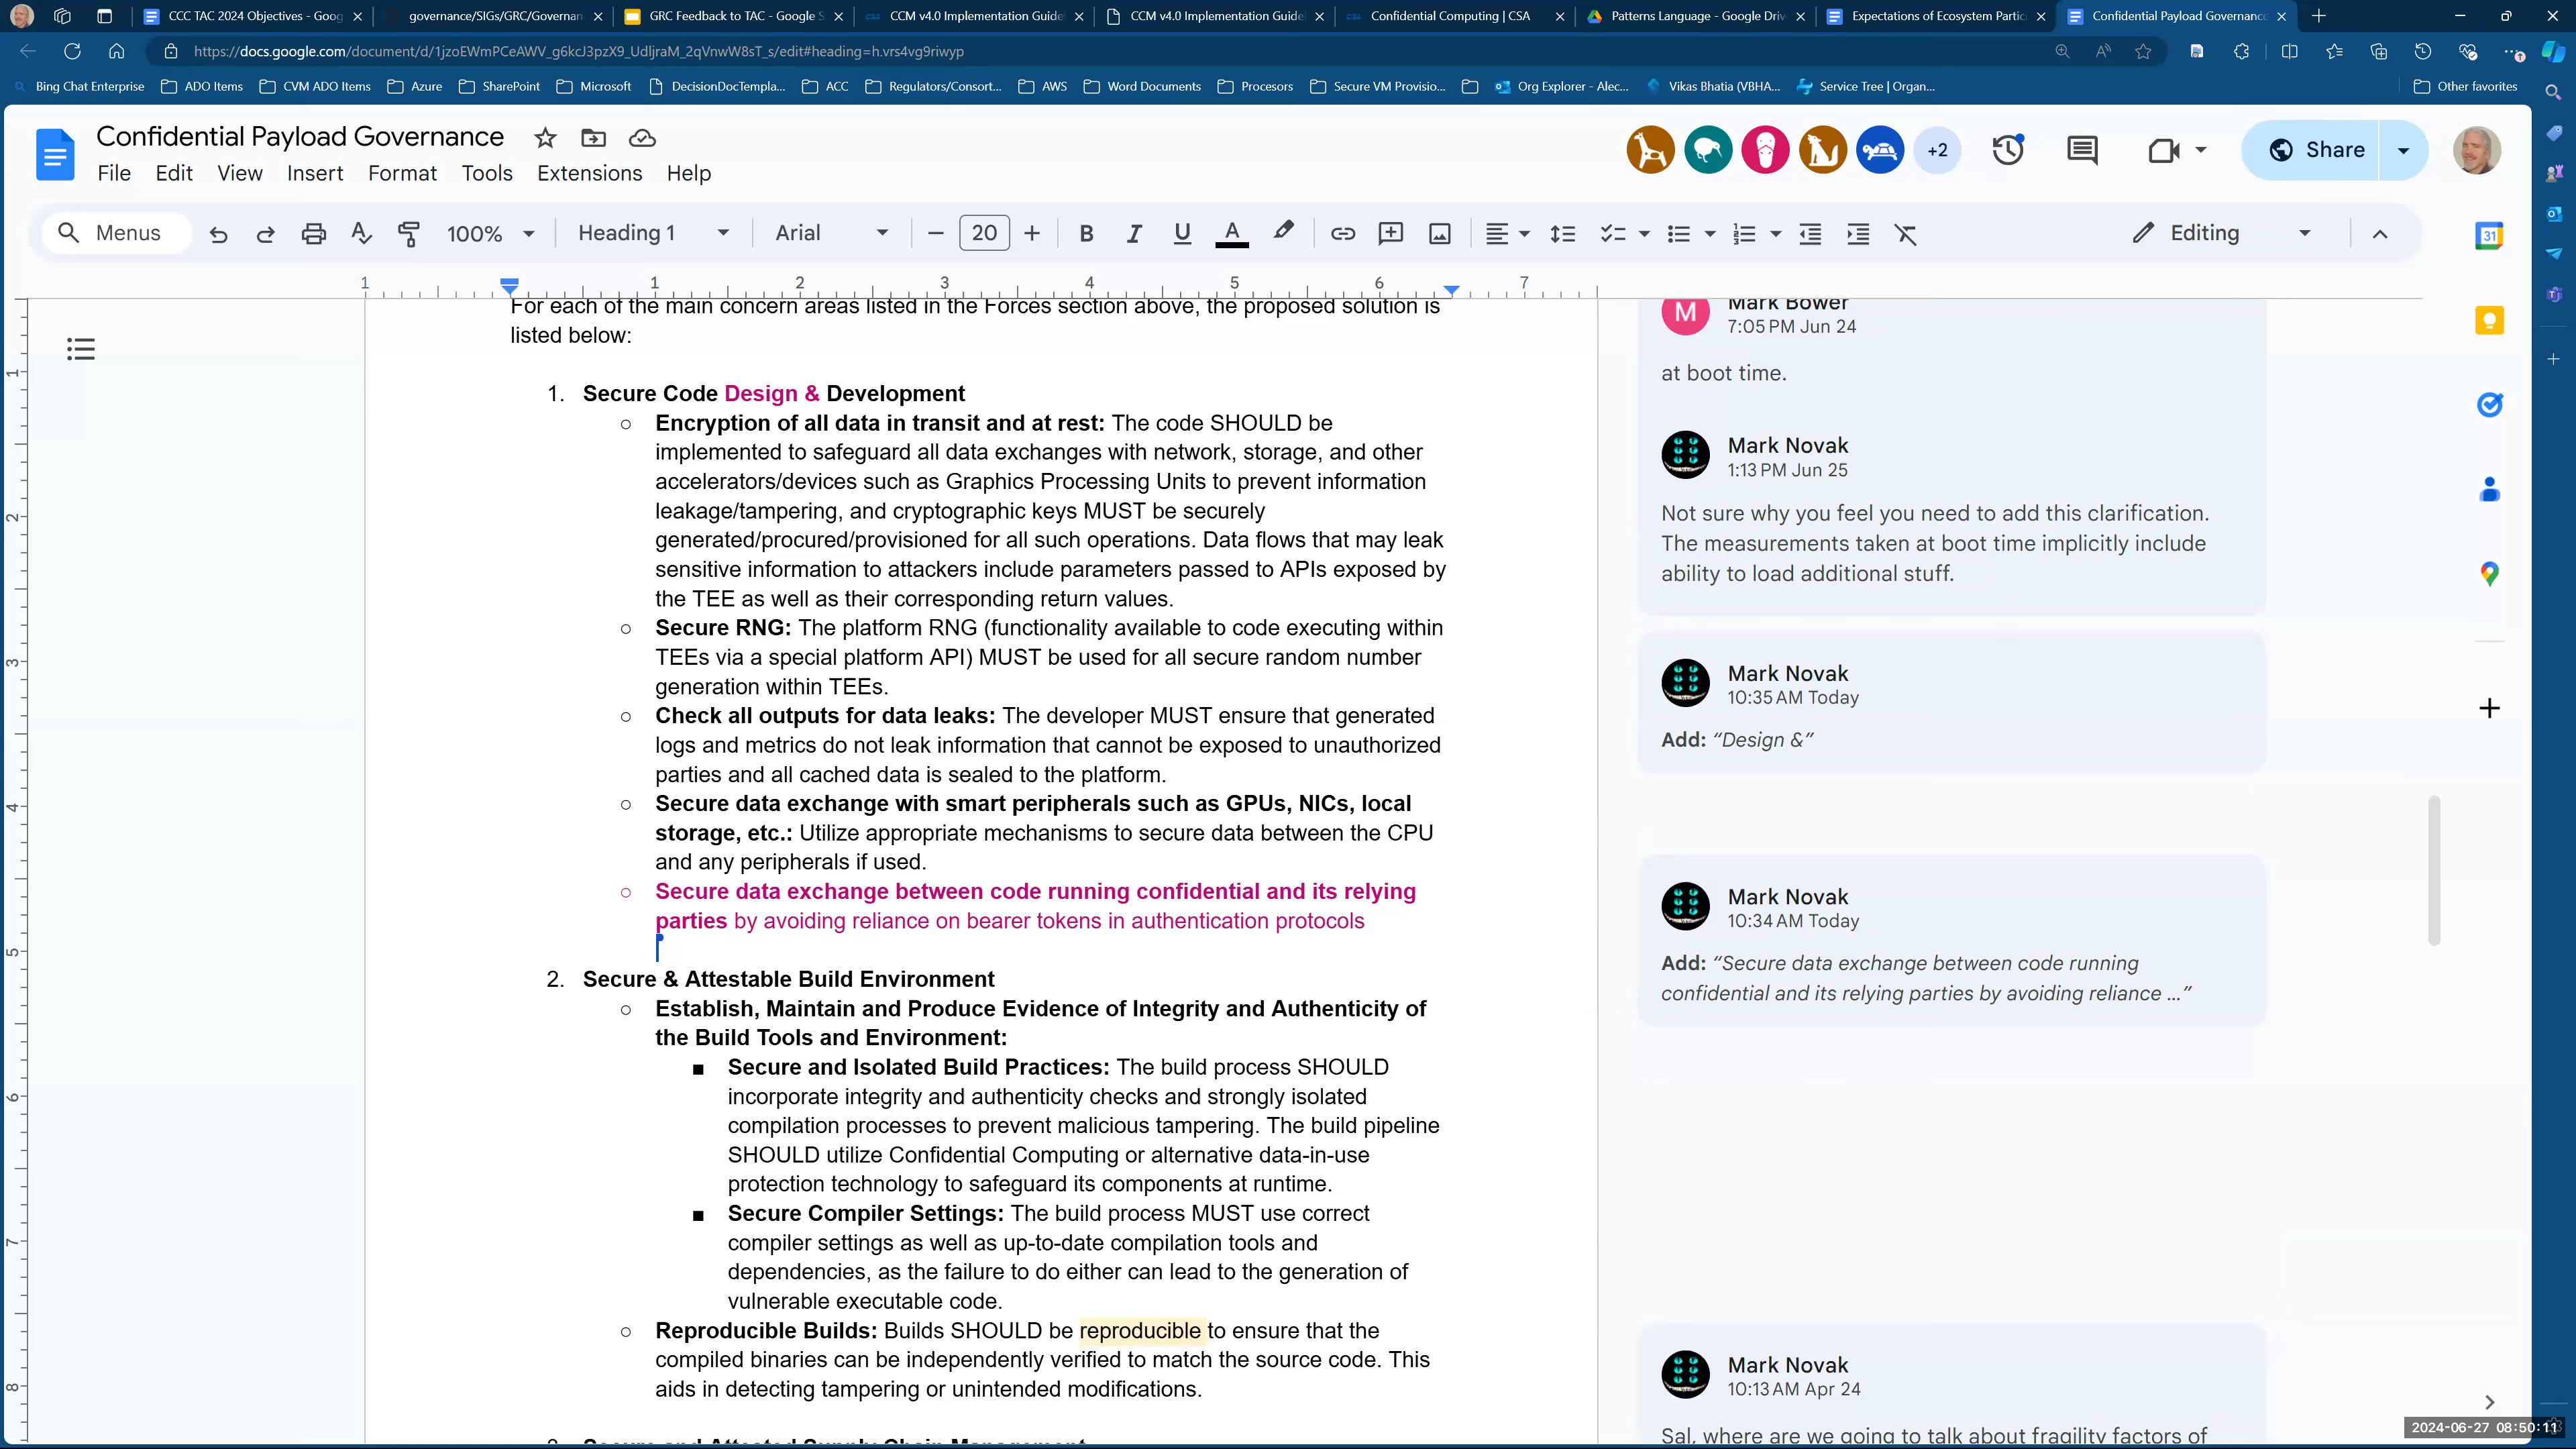 CCC TAC 2024 Objectives - Goog
governance/SIGs/GRC/Governan
GRC Feedback to TAC - Google S
CCM v4.0 Implementation Guide
CCM v4.0 Implementation Guide
Confidential Computing | CSA
Patterns Language - Google Driv
Expectations of Ecosystem Partic
Confidential Payload Governance
https://docs.google.com/document/d/1jzoEWmPCeAWV_g6kcJ3pzX9_UdljraM_2qVnwW8sT_s/edit#heading=h.vrs4vg9riwyp
Bing Chat Enterprise
ADO Items
CVM ADO Items
Azure
SharePoint
Microsoft
DecisionDocTempla...
ACC
Regulators/Consort...
AWS
Word Documents
Procesors
Secure VM Provisio...
Org Explorer - Alec...
Vikas Bhatia (VBHA...
Service Tree | Organ...
Other favorites
Confidential Payload Governance
File Edit View Insert Format Tools Extensions Help
+2
Share
Menus
100%
Heading 1
Arial
20
Editing
31
1 1 2 3 4 5 6 7
For each of the main concern areas listed in the Forces section above, the proposed solution is
listed below:
1. Secure Code Design & Development
○ Encryption of all data in transit and at rest: The code SHOULD be
implemented to safeguard all data exchanges with network, storage, and other
accelerators/devices such as Graphics Processing Units to prevent information
leakage/tampering, and cryptographic keys MUST be securely
generated/procured/provisioned for all such operations. Data flows that may leak
sensitive information to attackers include parameters passed to APIs exposed by
the TEE as well as their corresponding return values.
○ Secure RNG: The platform RNG (functionality available to code executing within
TEEs via a special platform API) MUST be used for all secure random number
generation within TEEs.
○ Check all outputs for data leaks: The developer MUST ensure that generated
logs and metrics do not leak information that cannot be exposed to unauthorized
parties and all cached data is sealed to the platform.
○ Secure data exchange with smart peripherals such as GPUs, NICs, local
storage, etc.: Utilize appropriate mechanisms to secure data between the CPU
and any peripherals if used.
○ Secure data exchange between code running confidential and its relying
parties by avoiding reliance on bearer tokens in authentication protocols
2. Secure & Attestable Build Environment
○ Establish, Maintain and Produce Evidence of Integrity and Authenticity of
the Build Tools and Environment:
■ Secure and Isolated Build Practices: The build process SHOULD
incorporate integrity and authenticity checks and strongly isolated
compilation processes to prevent malicious tampering. The build pipeline
SHOULD utilize Confidential Computing or alternative data-in-use
protection technology to safeguard its components at runtime.
■ Secure Compiler Settings: The build process MUST use correct
compiler settings as well as up-to-date compilation tools and
dependencies, as the failure to do either can lead to the generation of
vulnerable executable code.
○ Reproducible Builds: Builds SHOULD be reproducible to ensure that the
compiled binaries can be independently verified to match the source code. This
aids in detecting tampering or unintended modifications.
Secure and Attested Supply Chain Management
1
2
3
4
5
6
7
8
M
Mark Bower
7:05 PM Jun 24
at boot time.
Mark Novak
1:13 PM Jun 25
Not sure why you feel you need to add this clarification.
The measurements taken at boot time implicitly include
ability to load additional stuff.
Mark Novak
10:35 AM Today
Add: “Design &”
Mark Novak
10:34 AM Today
Add: “Secure data exchange between code running
confidential and its relying parties by avoiding reliance ...”
Mark Novak
10:13 AM Apr 24
Sal, where are we going to talk about fragility factors of
2024-06-27 08:50:11